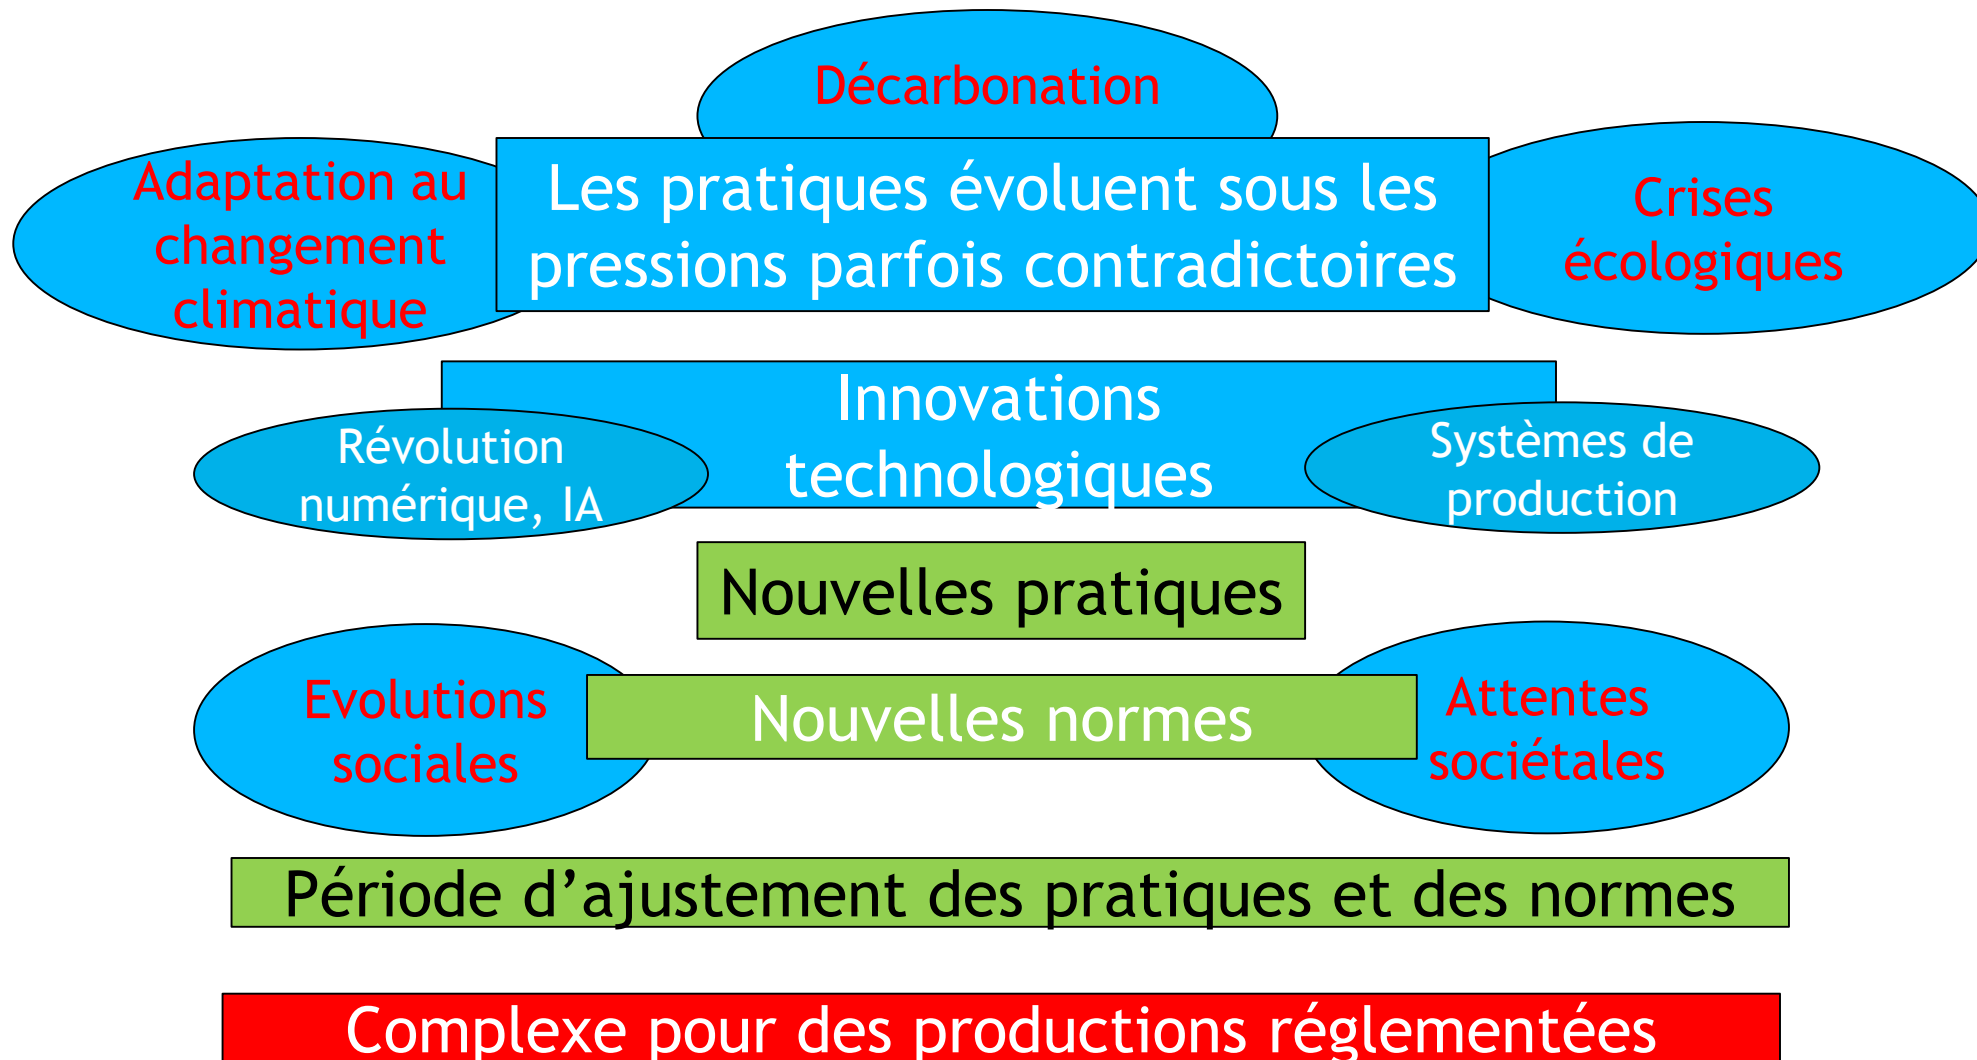 Décarbonation
Adaptation au
changement
climatique
Les pratiques évoluent sous les
pressions parfois contradictoires
Crises
écologiques
Innovations
technologiques
Révolution
numérique, IA
Systèmes de
production
Nouvelles pratiques
Evolutions
sociales
Nouvelles normes
Attentes
sociétales
Période d’ajustement des pratiques et des normes
Complexe pour des productions réglementées